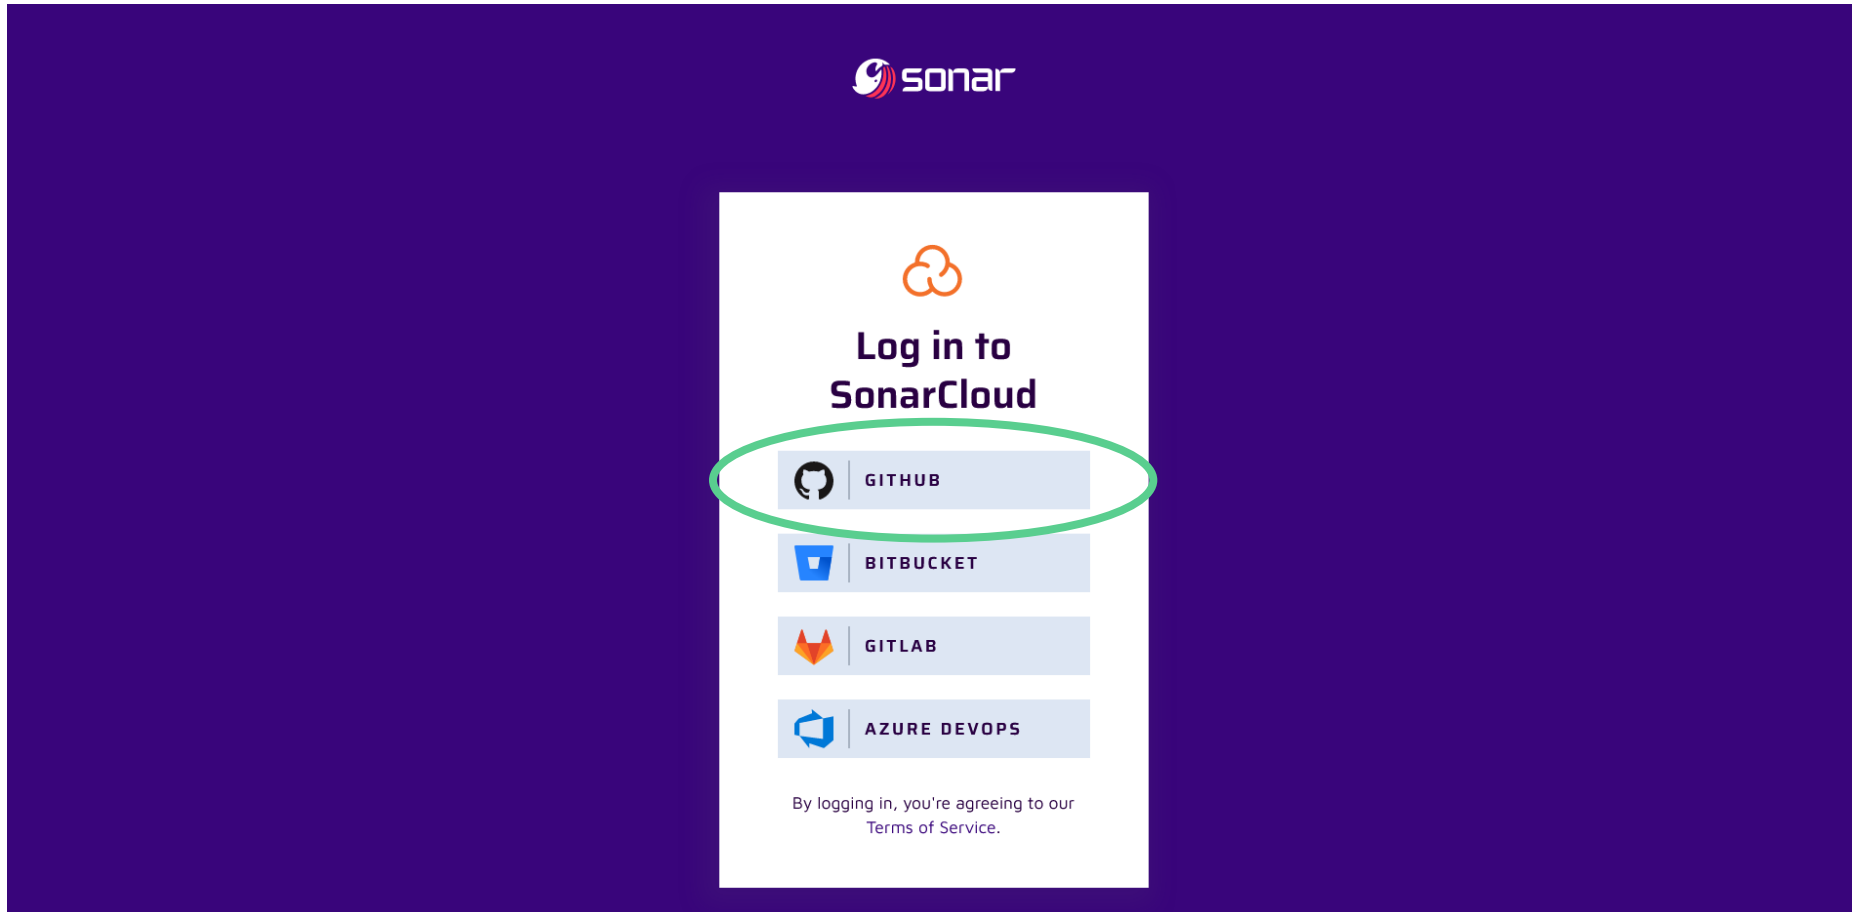 sonar
Log in to
SonarCloud
GITHUB
BITBUCKET
GITLAB
AZURE DEVOPS
By logging in, you're agreeing to our
Terms of Service.